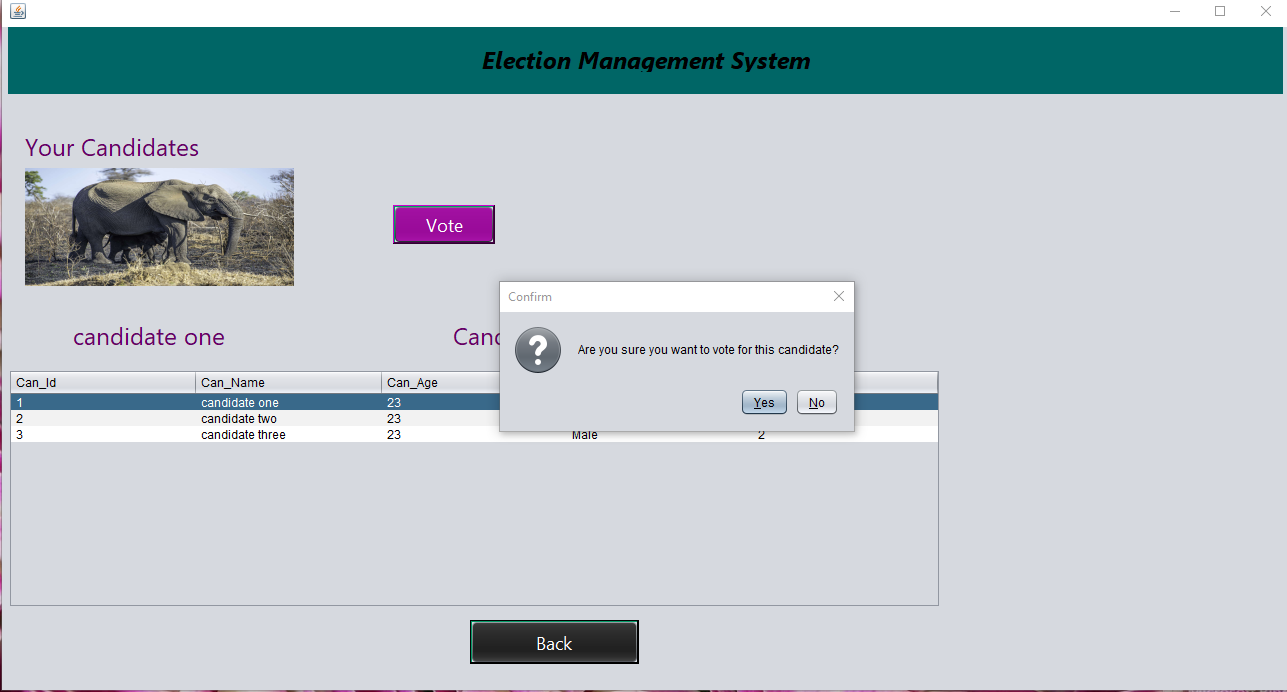 Election Management System
Your Candidates
Vote
Confirm
Are you sure you want to vote for this candidate?
Yes No
candidate one
Can_Id Can_Name Can_Age
1 candidate one 23
2 candidate two 23
3 candidate three 23 Male 2
Back